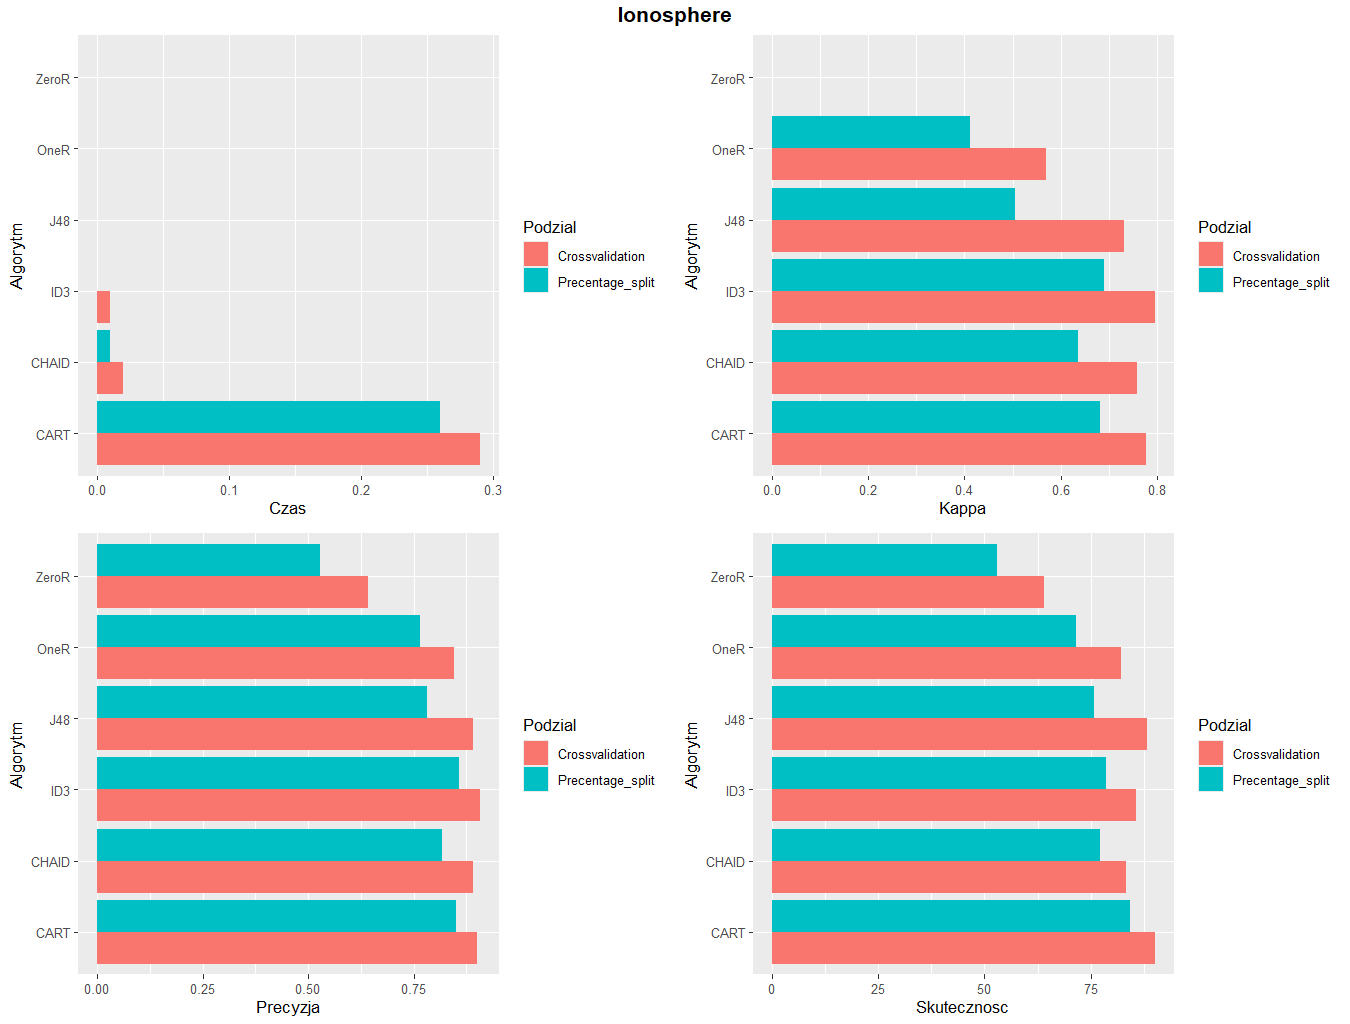 Ionosphere
Algorytm
ZeroR
OneR
J48
ID3
CHAID
CART
0.0 0.1 0.2 0.3
Czas
Podzial
Crossvalidation
Precentage_split
Algorytm
ZeroR
OneR
J48
ID3
CHAID
CART
0.0 0.2 0.4 0.6 0.8
Kappa
Podzial
Crossvalidation
Precentage_split
Algorytm
ZeroR
OneR
J48
ID3
CHAID
CART
0.00 0.25 0.50 0.75
Precyzja
Podzial
Crossvalidation
Precentage_split
Algorytm
ZeroR
OneR
J48
ID3
CHAID
CART
0 25 50 75
Skutecznosc
Podzial
Crossvalidation
Precentage_split